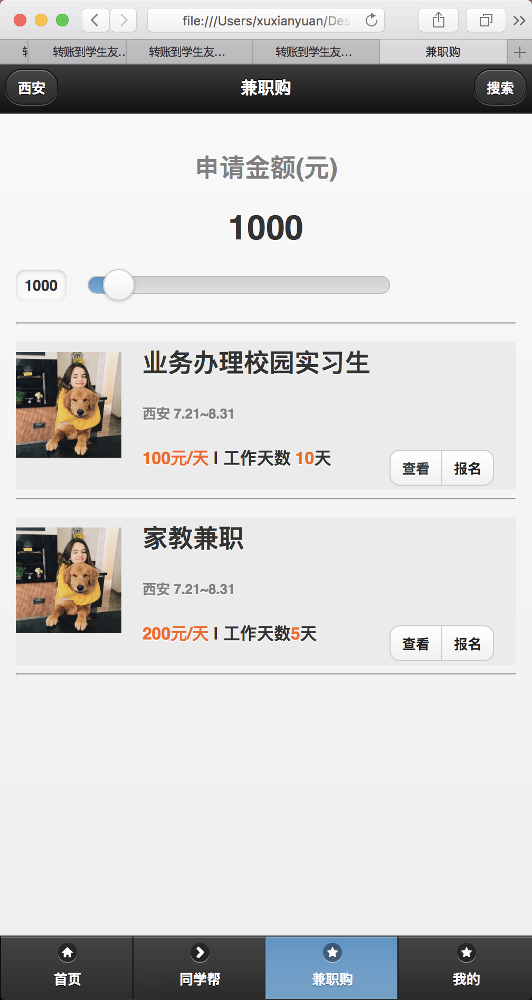 file:///Users/xuxianyuan/Des
转账到学生友... 转账到学生友... 转账到学生友... 兼职购
西安 兼职购 搜索
申请金额(元)
1000
1000
业务办理校园实习生
西安 7.21~8.31
100元/天 I 工作天数 10天
查看 报名
家教兼职
西安 7.21~8.31
200元/天 I 工作天数5天
查看 报名
首页 同学帮 兼职购 我的